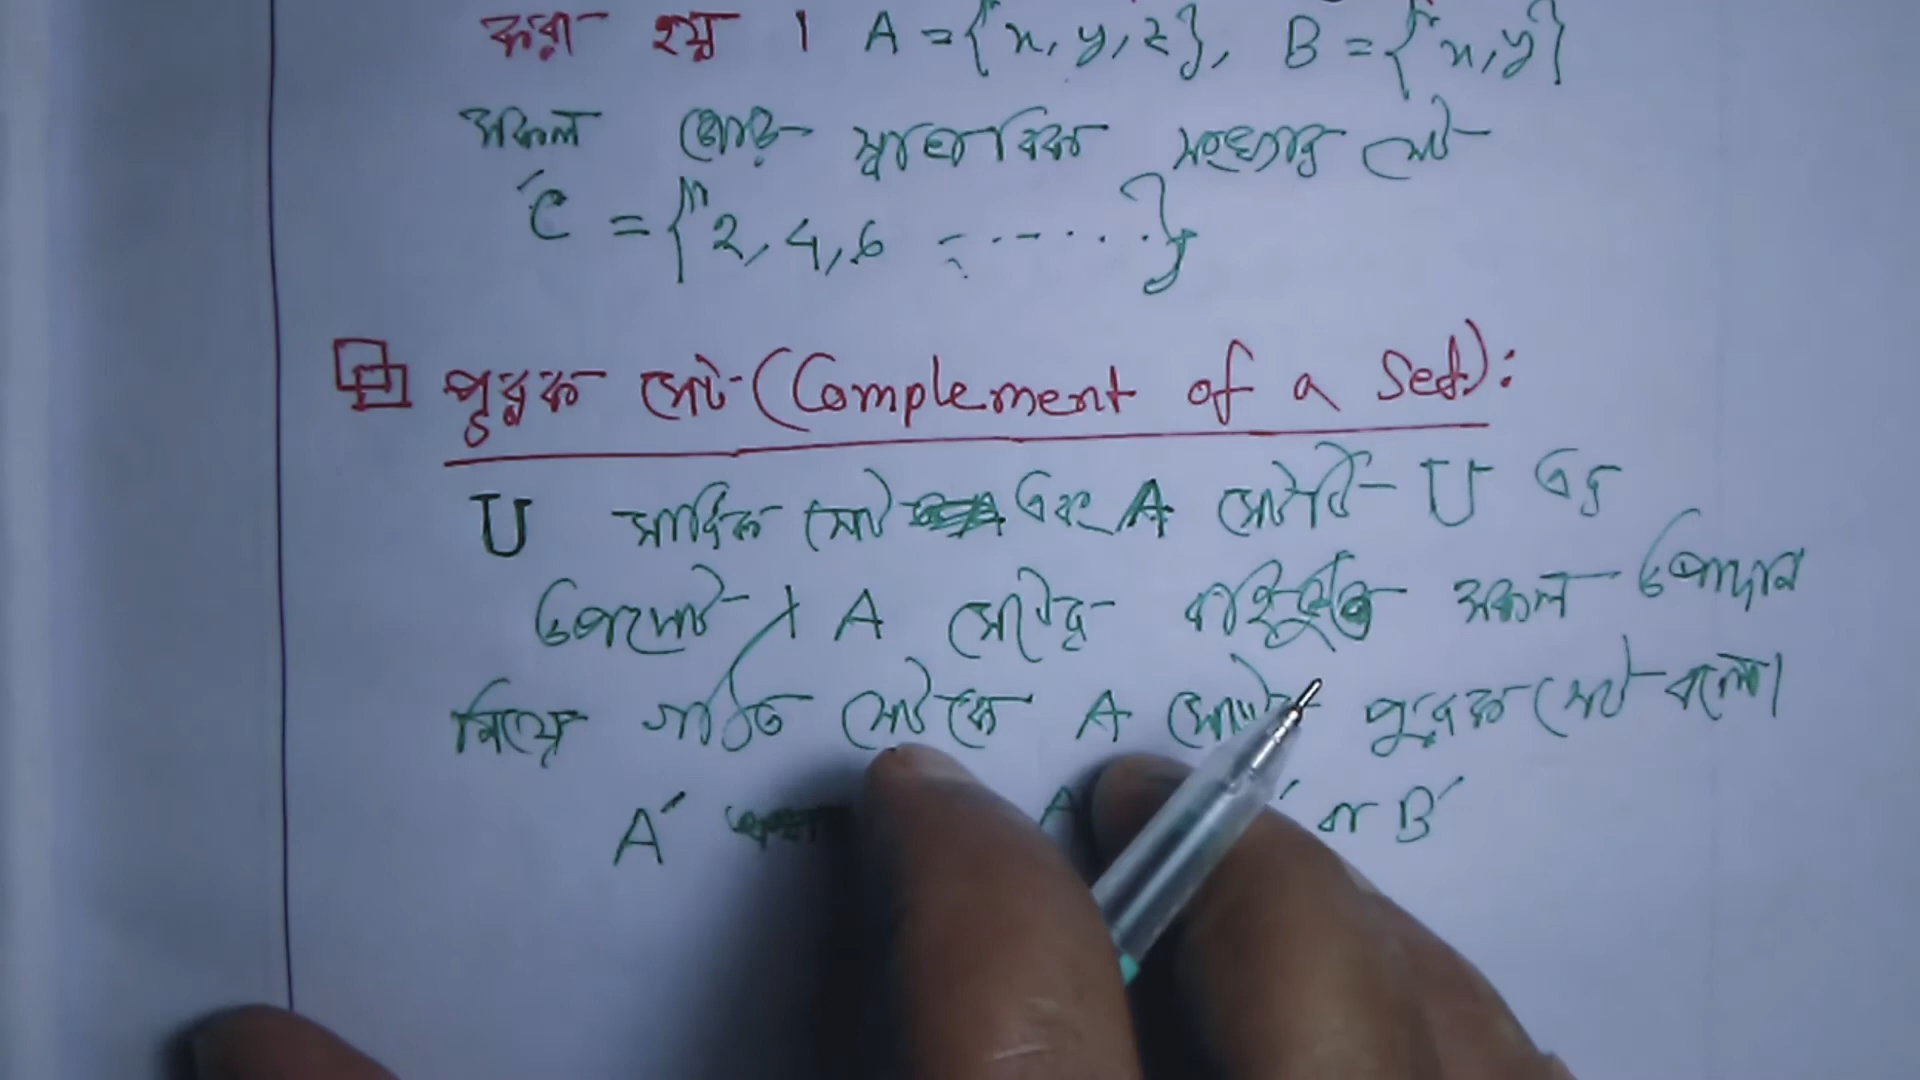 করা হয় । A = {x, y, z}, B = {x, y}
সকল জোড় স্বাভাবিক সংখ্যার সেট
C = {2, 4, 6 ........}
পূরক সেট (Complement of a Set):
U সার্বিক সেট এবং A সেটটি U এর
উপসেট । A সেটের বহির্ভূত সকল উপাদান
নিয়ে গঠিত সেটকে A সেটের পূরক সেট বলে।
A′ A ′ বা B′